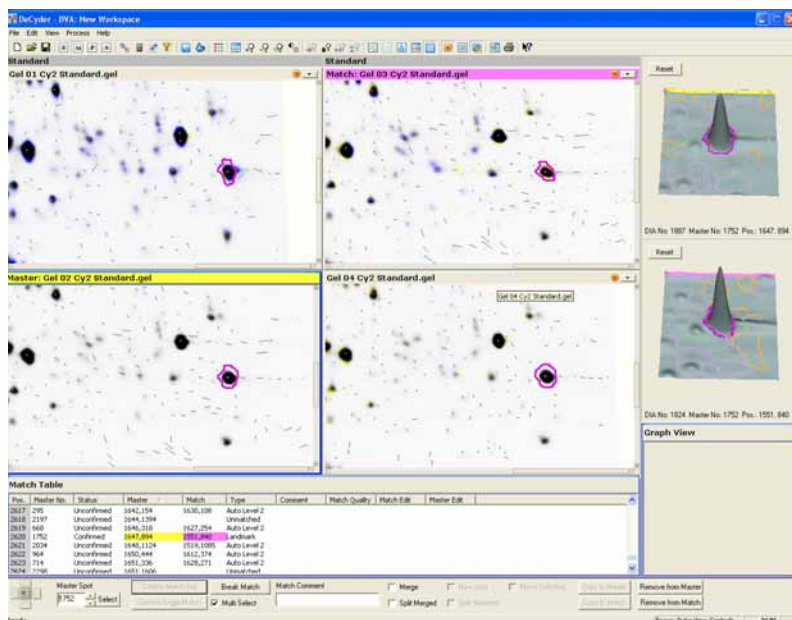 DeCyder - BVA: New Workspace
File Edit View Process Help
Standard
Standard
Gel 01 Cy2 Standard.gel
Match: Gel 03 Cy2 Standard.gel
Reset
DIA No: 1887 Master No: 1752 Pos.: 1647, 894
Master: Gel 02 Cy2 Standard.gel
Gel 04 Cy2 Standard.gel
Gel 04 Cy2 Standard.gel
Reset
DIA No: 1824 Master No: 1752 Pos.: 1551, 840
Graph View
Match Table
Pos. Master No. Status Master Match Type Comment Match Quality Match Edit Master Edit
2617 295 Unconfirmed 1642,154 1630,108 Auto Level 2
2618 2197 Unconfirmed 1644,1394 Unmatched
2619 668 Unconfirmed 1646,318 1627,254 Auto Level 2
2620 1752 Confirmed 1647,894 1551,840 Landmark
2621 2034 Unconfirmed 1648,1124 1519,1085 Auto Level 2
2622 964 Unconfirmed 1650,444 1612,374 Auto Level 2
2623 714 Unconfirmed 1651,336 1628,271 Auto Level 2
2624 2298 Unconfirmed 1651,1606 Unmatched
Master Spot
1752 Select
Break Match
Multi Select
Match Comment
Merge
Split Merged
Remove from Master
Remove from Match